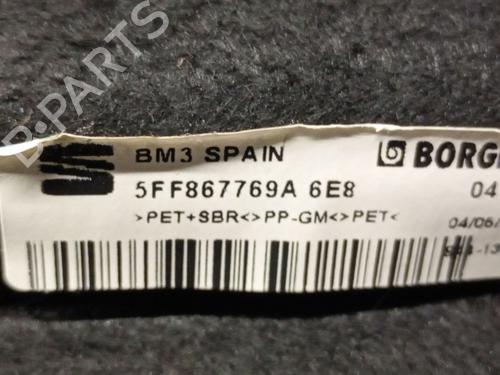 B-PARTS
BM3 SPAIN
BORG
5FF867769A 6E8
04
>PET+SBR<>PP-GM<>PET<
04/06/